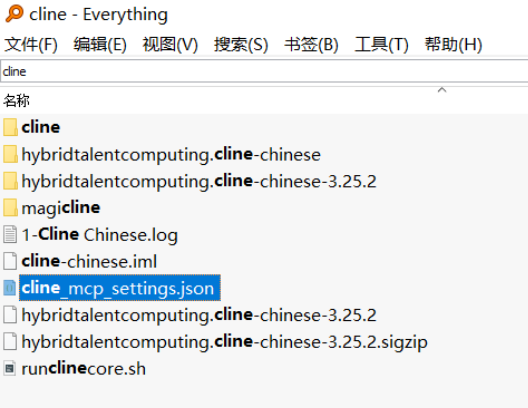 cline - Everything
文件(F) 编辑(E) 视图(V) 搜索(S) 书签(B) 工具(T) 帮助(H)
cline
名称
cline
hybridtalentcomputing.cline-chinese
hybridtalentcomputing.cline-chinese-3.25.2
magicline
1-Cline Chinese.log
cline-chinese.iml
cline_mcp_settings.json
hybridtalentcomputing.cline-chinese-3.25.2
hybridtalentcomputing.cline-chinese-3.25.2.sigzip
runclinecore.sh